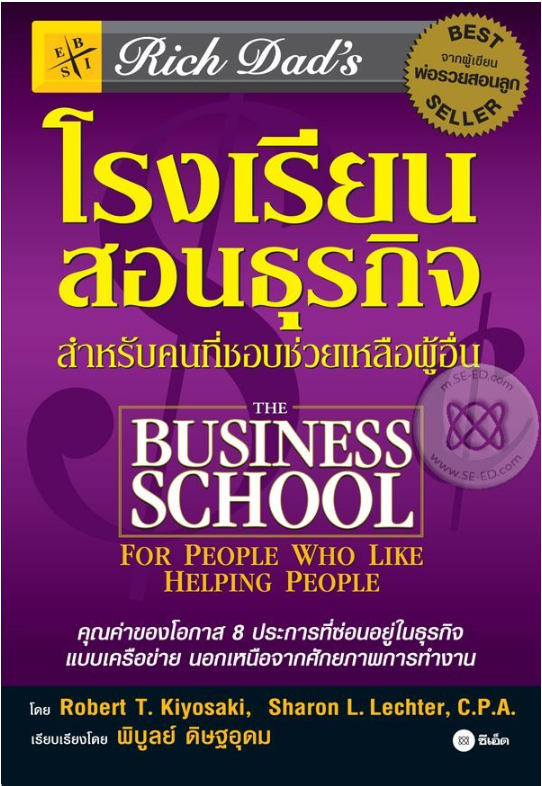 E B
S I
Rich Dad's
BEST
จากผู้เขียน
พ่อรวยสอนลูก
SELLER
โรงเรียน
สอนธุรกิจ
สำหรับคนที่ชอบช่วยเหลือผู้อื่น
m.SE-ED.com
www.SE-ED.com
THE
BUSINESS
SCHOOL
FOR PEOPLE WHO LIKE
HELPING PEOPLE
คุณค่าของโอกาส 8 ประการที่ซ่อนอยู่ในธุรกิจ
แบบเครือข่าย นอกเหนือจากศักยภาพการทำงาน
โดย Robert T. Kiyosaki, Sharon L. Lechter, C.P.A.
เรียบเรียงโดย พิบูลย์ ดิษฐอุดม
ซีเอ็ด